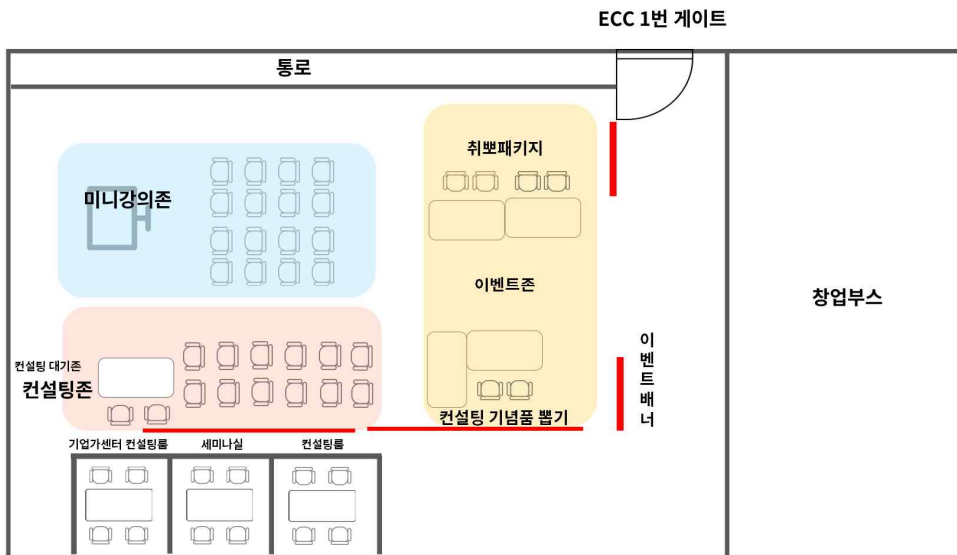 ECC 1번 게이트
통로
취뽀패키지
미니강의존
이벤트존
창업부스
이벤트배너
컨설팅 대기존
컨설팅존
컨설팅 기념품 뽑기
기업가센터 컨설팅룸
세미나실
컨설팅룸